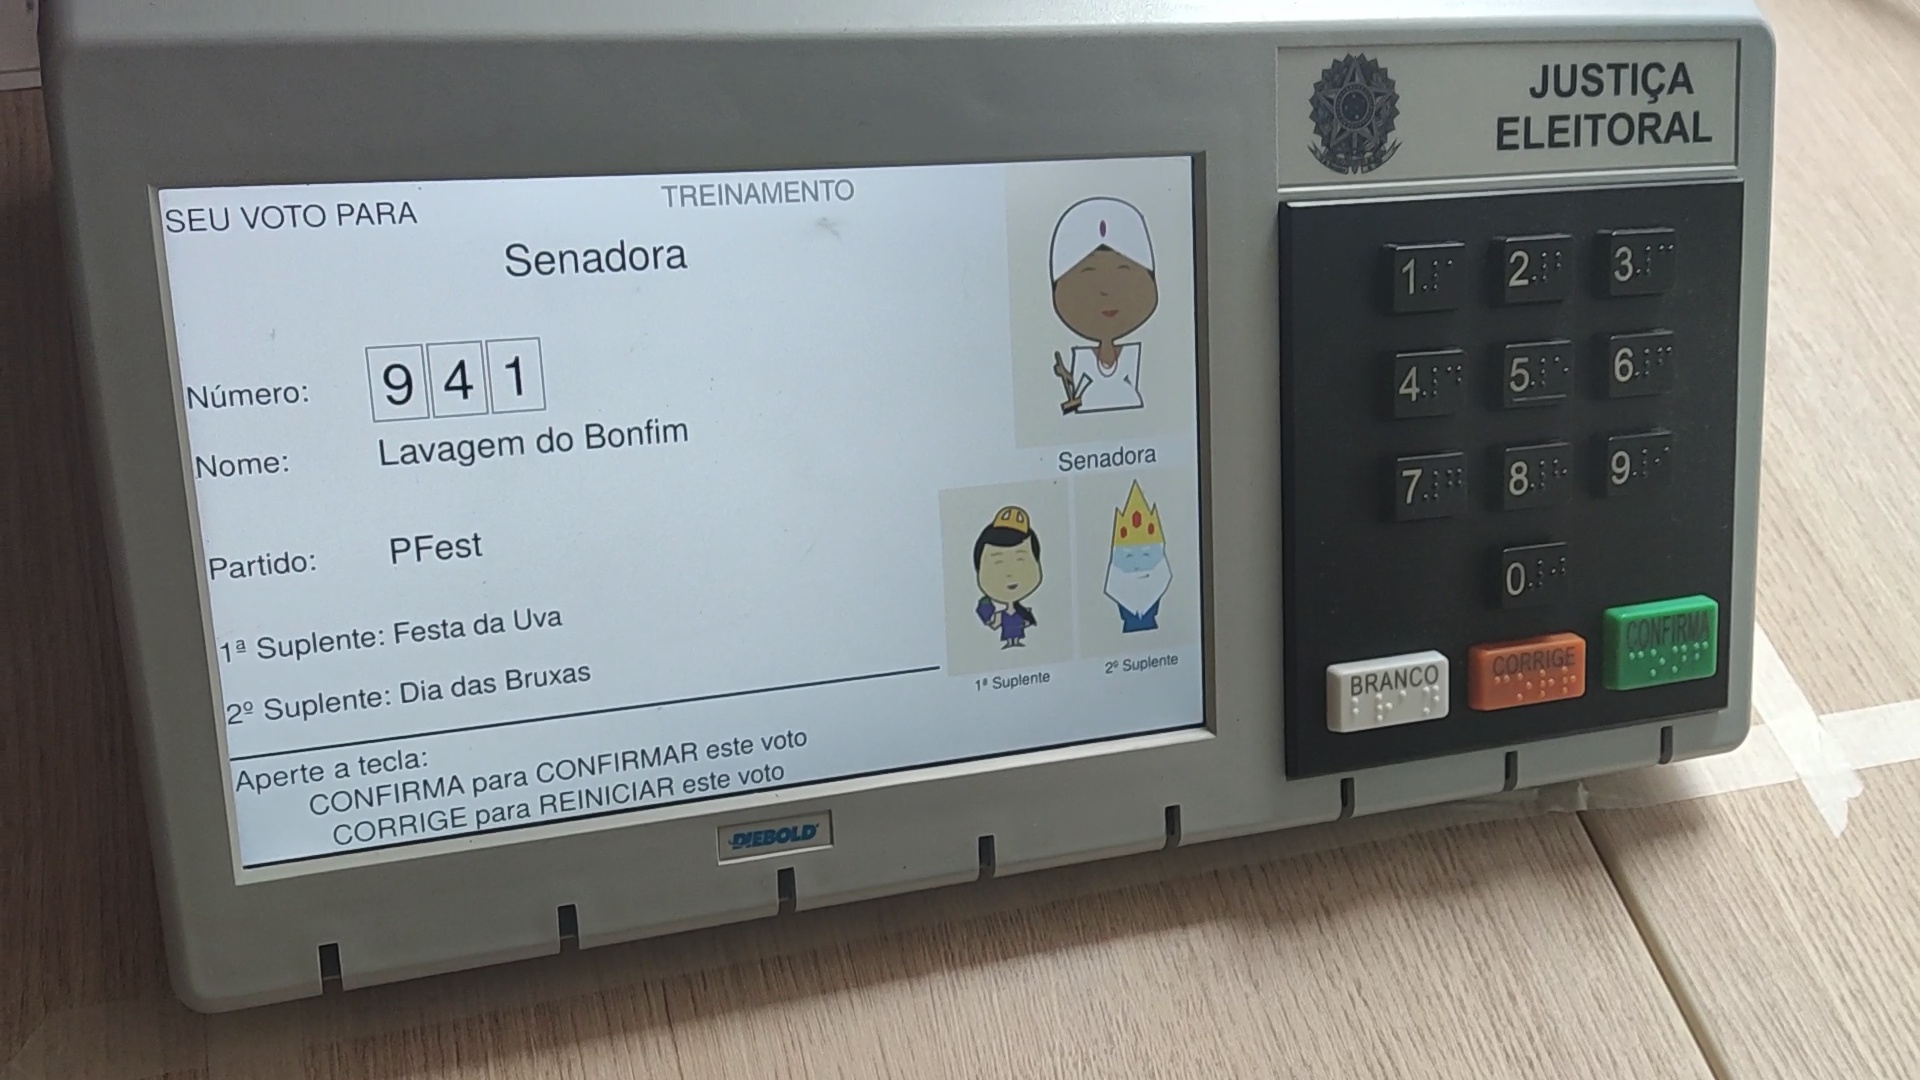 JUSTIÇA
ELEITORAL
TREINAMENTO
SEU VOTO PARA
Senadora
Número: 9 4 1
Nome: Lavagem do Bonfim
Senadora
Partido: PFest
1ª Suplente: Festa da Uva
2º Suplente: Dia das Bruxas
1ª Suplente
2º Suplente
Aperte a tecla:
CONFIRMA para CONFIRMAR este voto
CORRIGE para REINICIAR este voto
DIEBOLD
1 2 3
4 5 6
7 8 9
0
BRANCO CORRIGE CONFIRMA